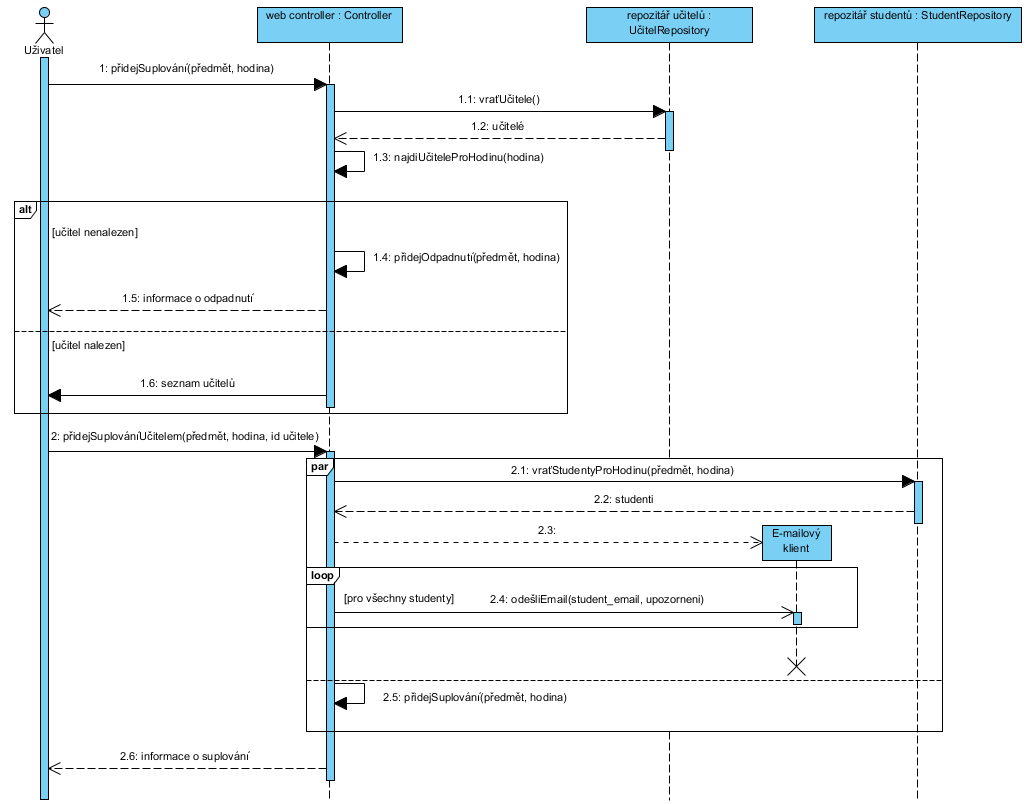 web controller : Controller
repozitář učitelů :
UčitelRepository
repozitář studentů : StudentRepository
Uživatel
1: přidejSuplování(předmět, hodina)
1.1: vraťUčitele()
1.2: učitelé
1.3: najdiUčiteleProHodinu(hodina)
alt
[učitel nenalezen]
1.4: přidejOdpadnutí(předmět, hodina)
1.5: informace o odpadnutí
[učitel nalezen]
1.6: seznam učitelů
2: přidejSuplováníUčitelem(předmět, hodina, id učitele)
par
2.1: vraťStudentyProHodinu(předmět, hodina)
2.2: studenti
2.3:
E-mailový
klient
loop
[pro všechny studenty]
2.4: odešliEmail(student_email, upozorneni)
2.5: přidejSuplování(předmět, hodina)
2.6: informace o suplování